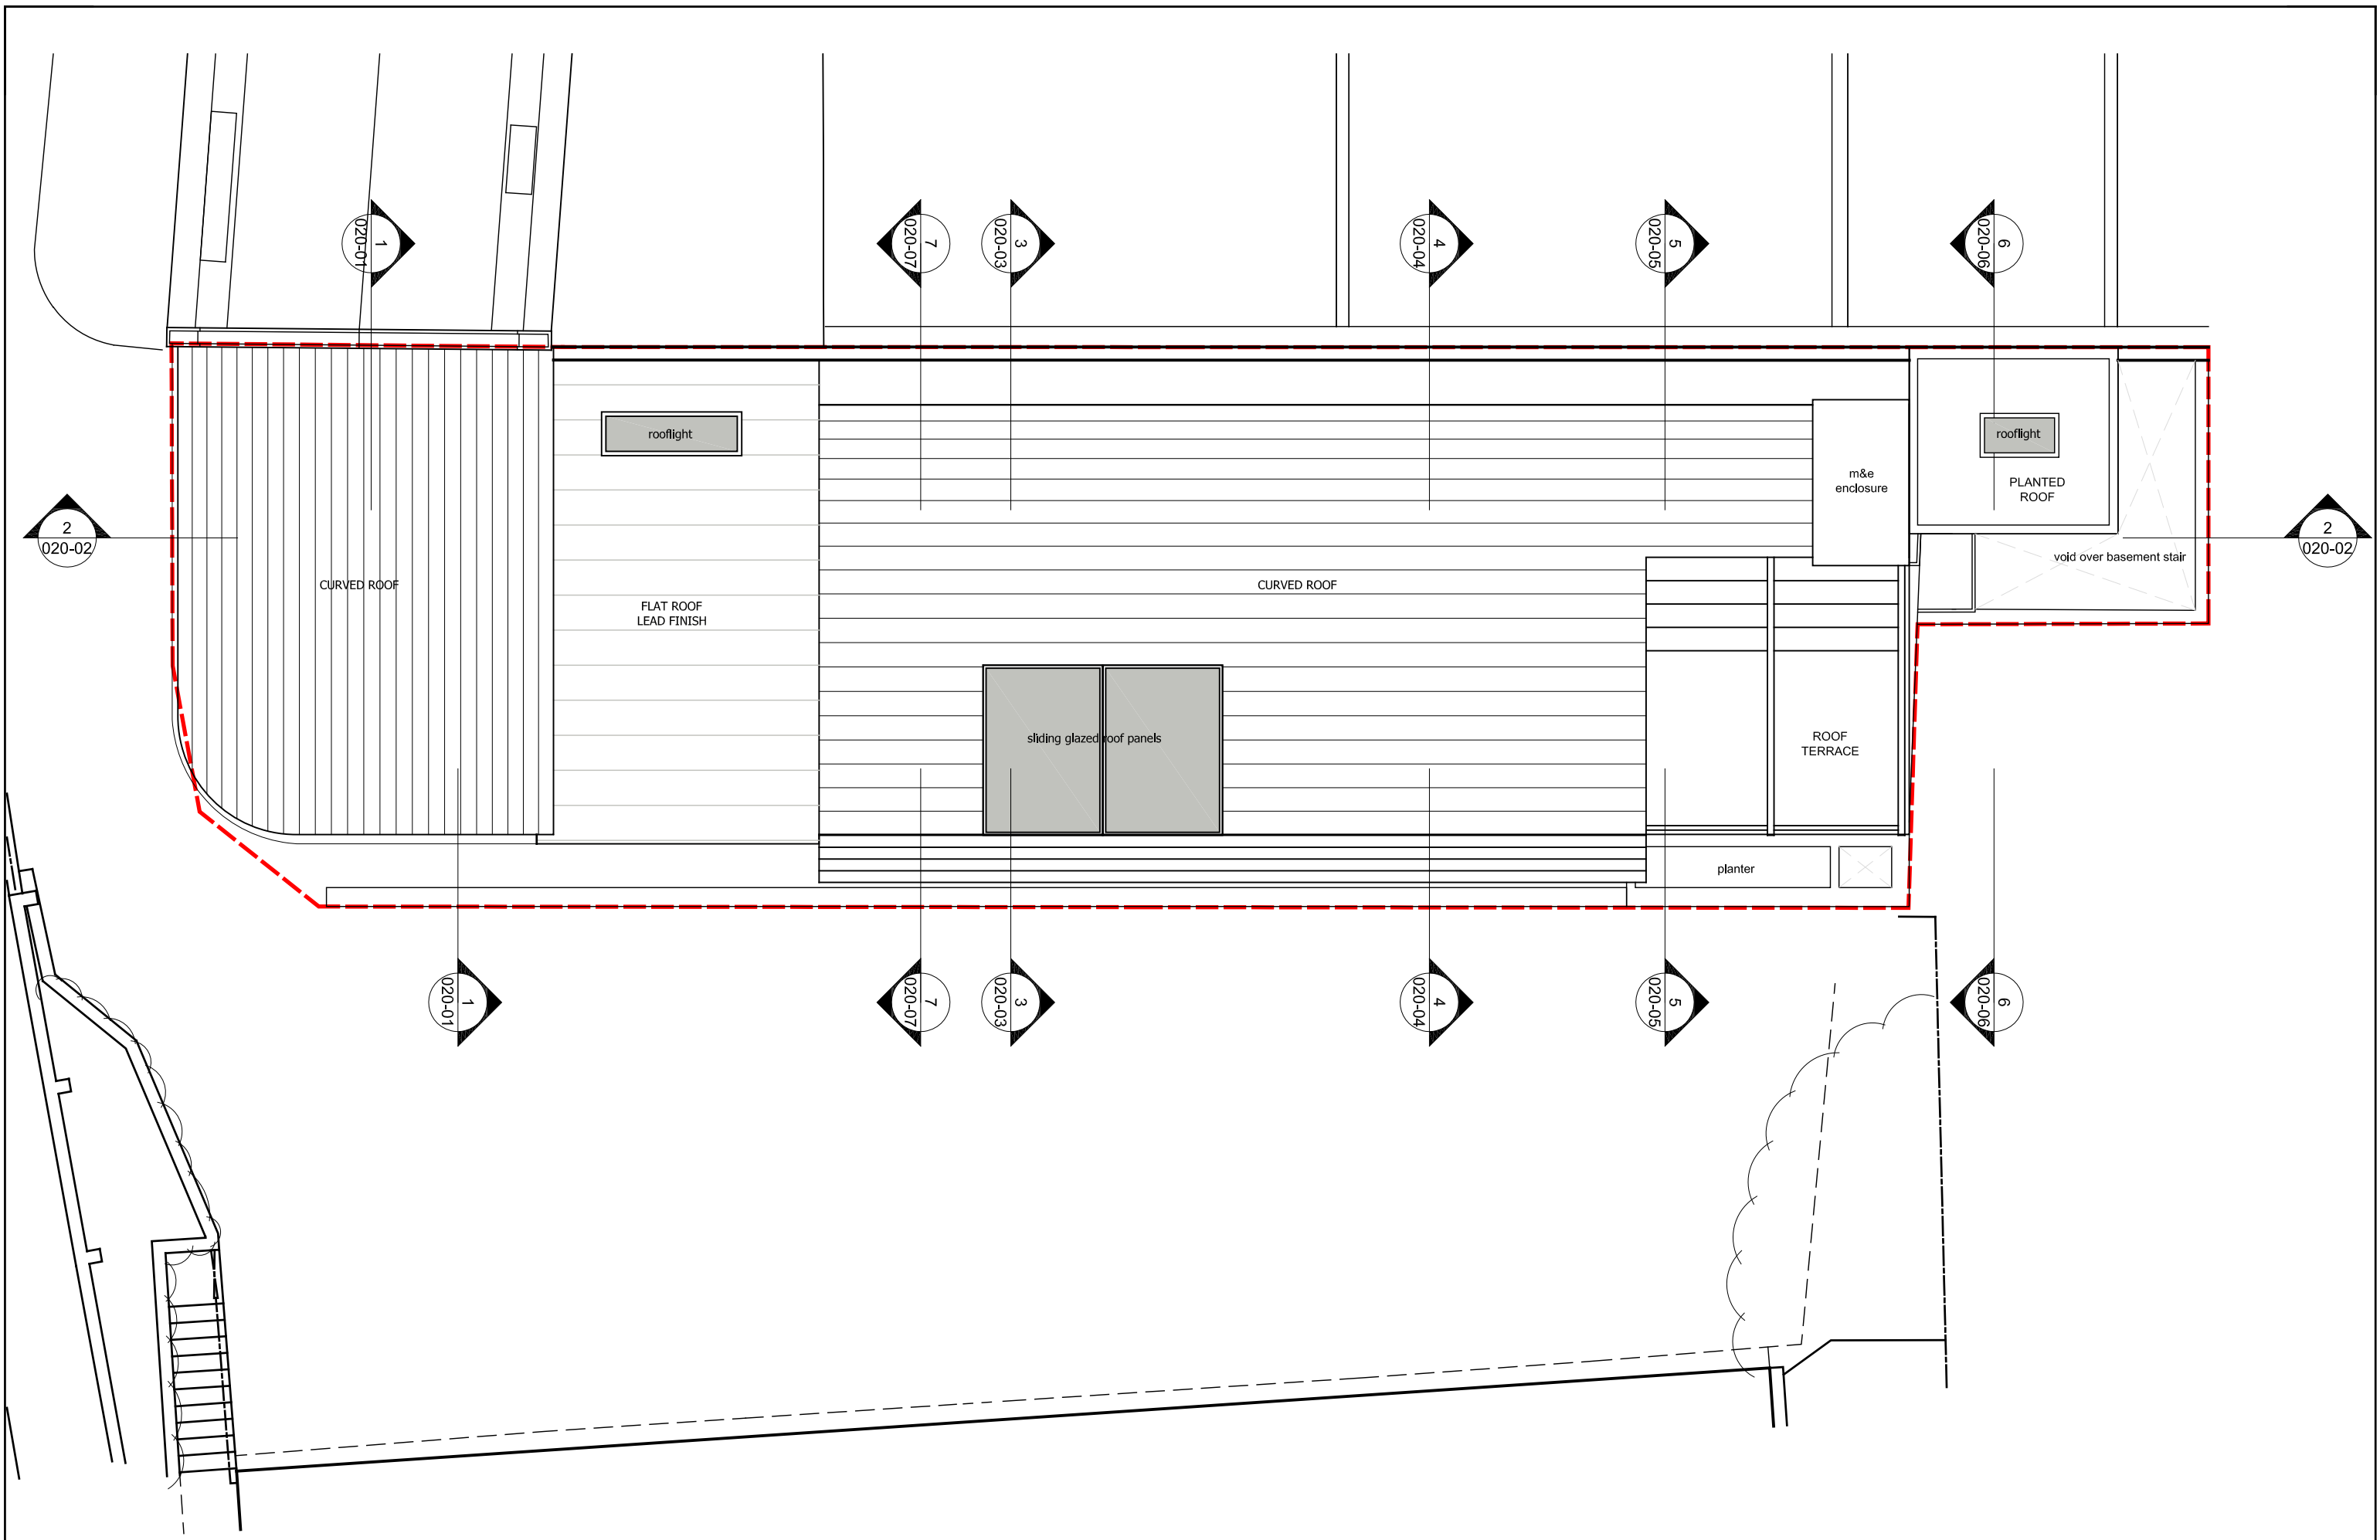 1
020-01
7
020-07
3
020-03
4
020-04
5
020-05
6
020-06
rooflight
rooflight
m&e
enclosure
PLANTED
ROOF
2
020-02
2
020-02
void over basement stair
CURVED ROOF
CURVED ROOF
FLAT ROOF
LEAD FINISH
sliding glazed roof panels
ROOF
TERRACE
planter
1
020-01
7
020-07
3
020-03
4
020-04
5
020-05
6
020-06